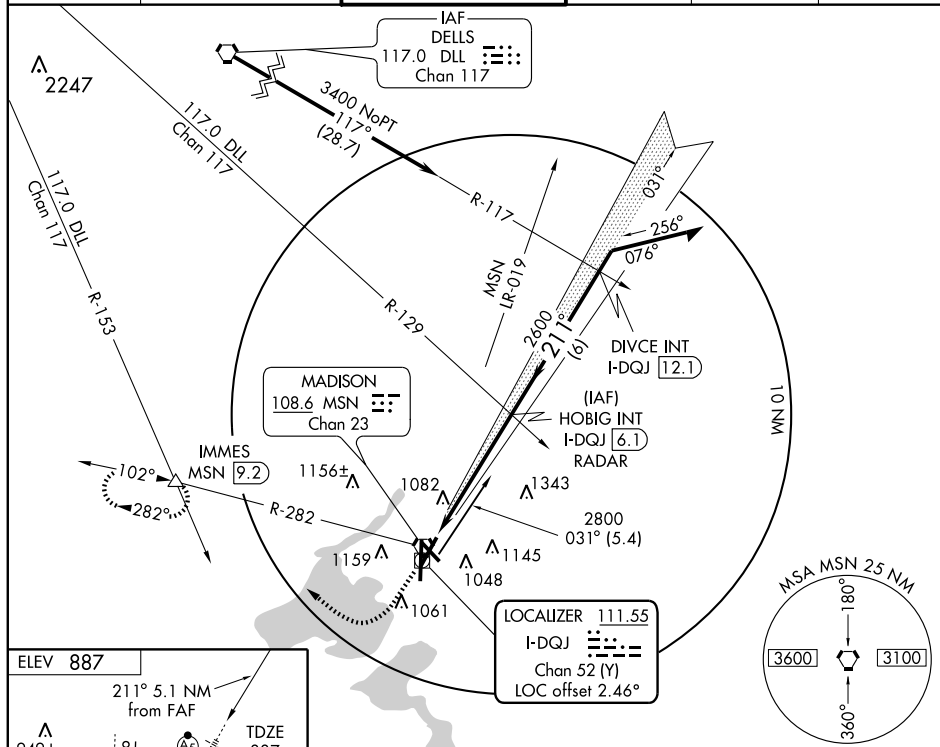 IAF
DELLS
117.0 DLL
Chan 117
2247
3400 NoPT
117°
(28.7)
117.0 DLL
Chan 117
117.0 DLL
Chan 117
R-117
031°
256°
076°
MSN
LR-019
R-153
R-129
2600
211°
(6)
DIVCE INT
I-DQJ 12.1
MADISON
108.6 MSN
Chan 23
(IAF)
HOBIG INT
I-DQJ 6.1
RADAR
10 NM
IMMES
MSN 9.2
1156±
1082
1343
102°
282°
R-282
2800
031° (5.4)
1159
1145
1048
1061
MSA MSN 25 NM
180°
3600
3100
360°
LOCALIZER 111.55
I-DQJ
Chan 52 (Y)
LOC offset 2.46°
ELEV 887
211° 5.1 NM
from FAF
TDZE